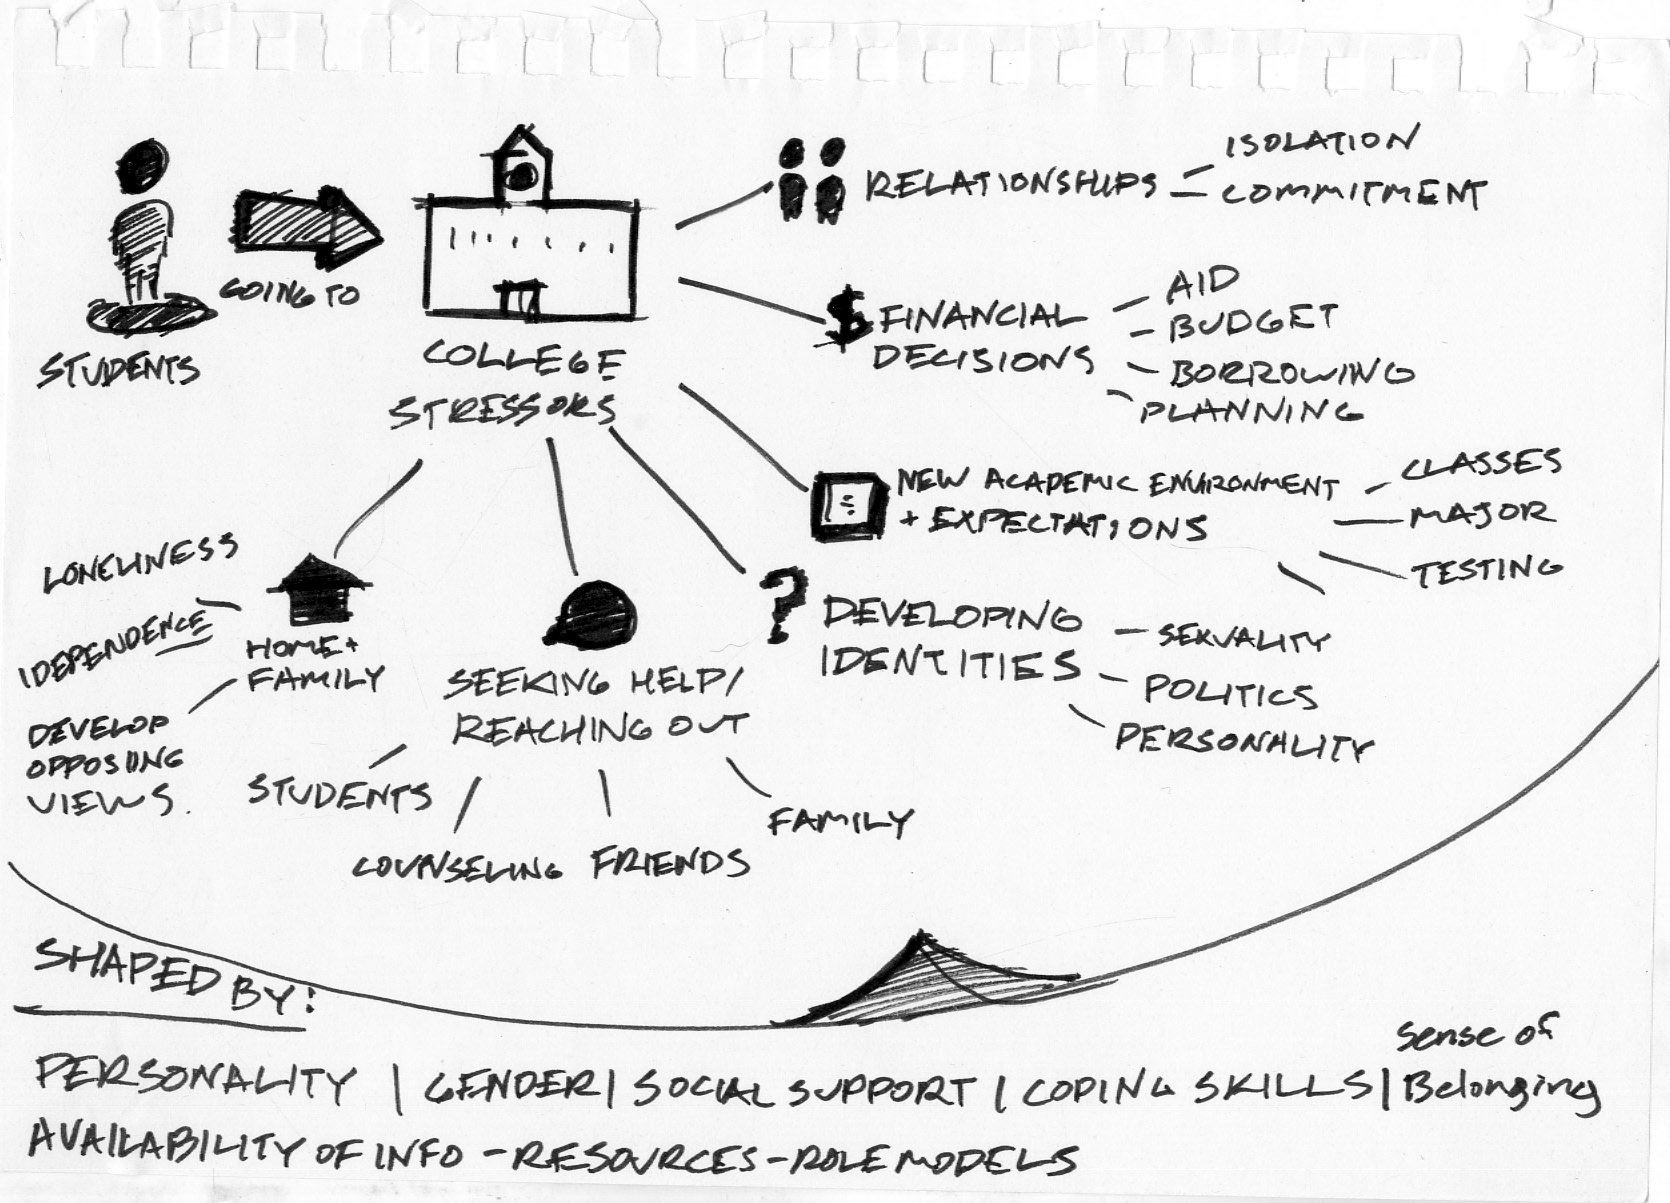 STUDENTS
GOING TO
COLLEGE
STRESSORS
RELATIONSHIPS
ISOLATION
COMMITMENT
$ FINANCIAL
DECISIONS
AID
BUDGET
BORROWING
PLANNING
NEW ACADEMIC ENVIRONMENT
+ EXPECTATIONS
CLASSES
MAJOR
TESTING
? DEVELOPING
IDENTITIES
SEXUALITY
POLITICS
PERSONALITY
SEEKING HELP/
REACHING OUT
STUDENTS
COUNSELING
FRIENDS
FAMILY
HOME +
FAMILY
LONELINESS
IDEPENDENCE
DEVELOP
OPPOSING
VIEWS.
SHAPED BY:
PERSONALITY | GENDER | SOCIAL SUPPORT | COPING SKILLS | sense of Belonging
AVAILABILITY OF INFO - RESOURCES - ROLE MODELS